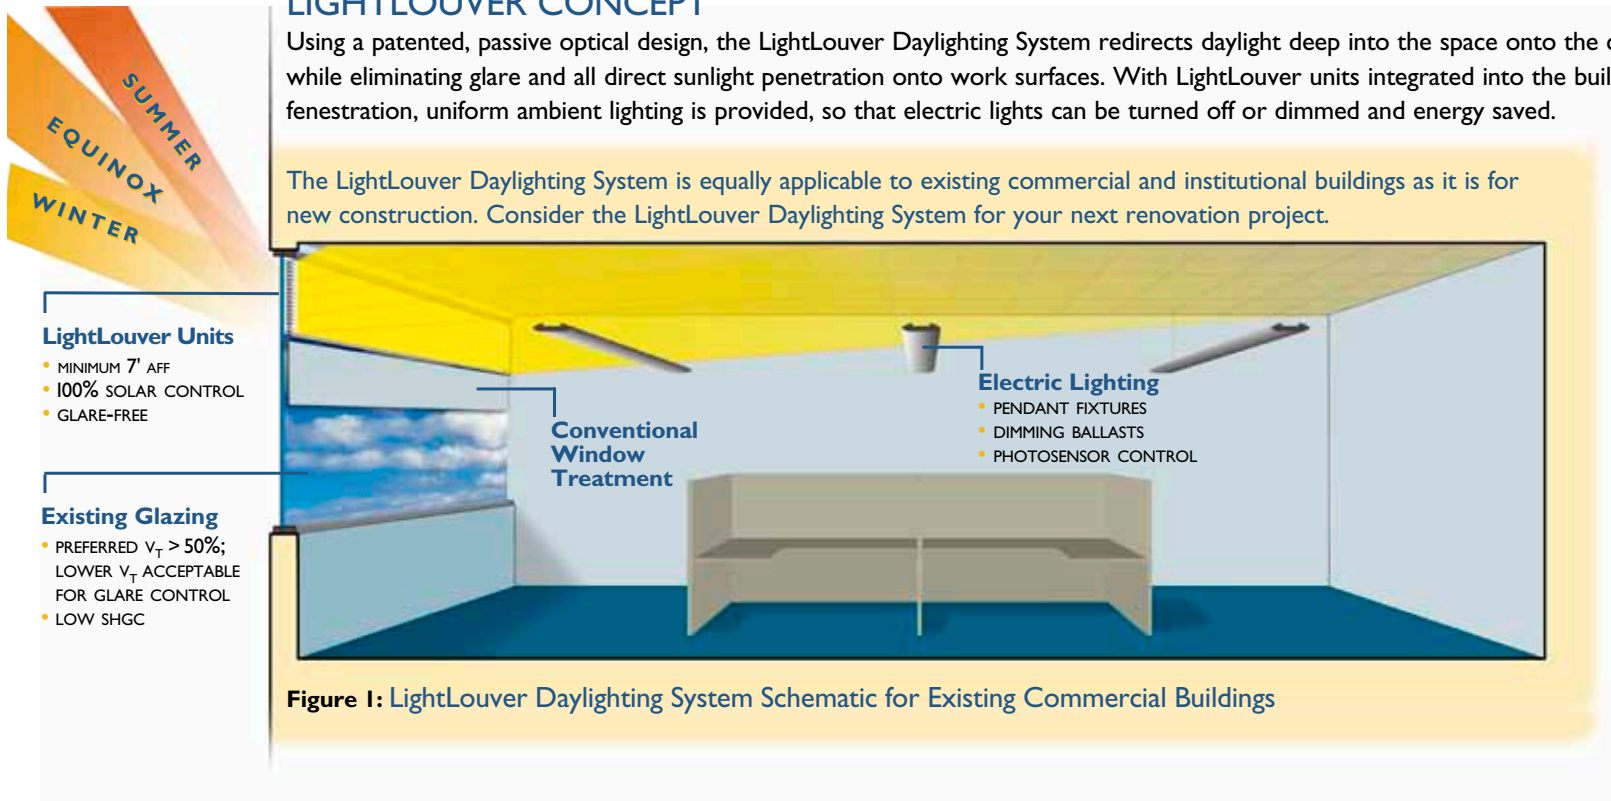 LIGHTLOUVER CONCEPT
Using a patented, passive optical design, the LightLouver Daylighting System redirects daylight deep into the space onto the
while eliminating glare and all direct sunlight penetration onto work surfaces. With LightLouver units integrated into the
fenestration, uniform ambient lighting is provided, so that electric lights can be turned off or dimmed and energy saved.
SUMMER
EQUINOX
WINTER
The LightLouver Daylighting System is equally applicable to existing commercial and institutional buildings as it is for
new construction. Consider the LightLouver Daylighting System for your next renovation project.
LightLouver Units
• MINIMUM 7' AFF
• 100% SOLAR CONTROL
• GLARE-FREE
Existing Glazing
• PREFERRED V_T > 50%;
LOWER V_T ACCEPTABLE
FOR GLARE CONTROL
• LOW SHGC
Conventional
Window
Treatment
Electric Lighting
• PENDANT FIXTURES
• DIMMING BALLASTS
• PHOTOSENSOR CONTROL
Figure 1: LightLouver Daylighting System Schematic for Existing Commercial Buildings